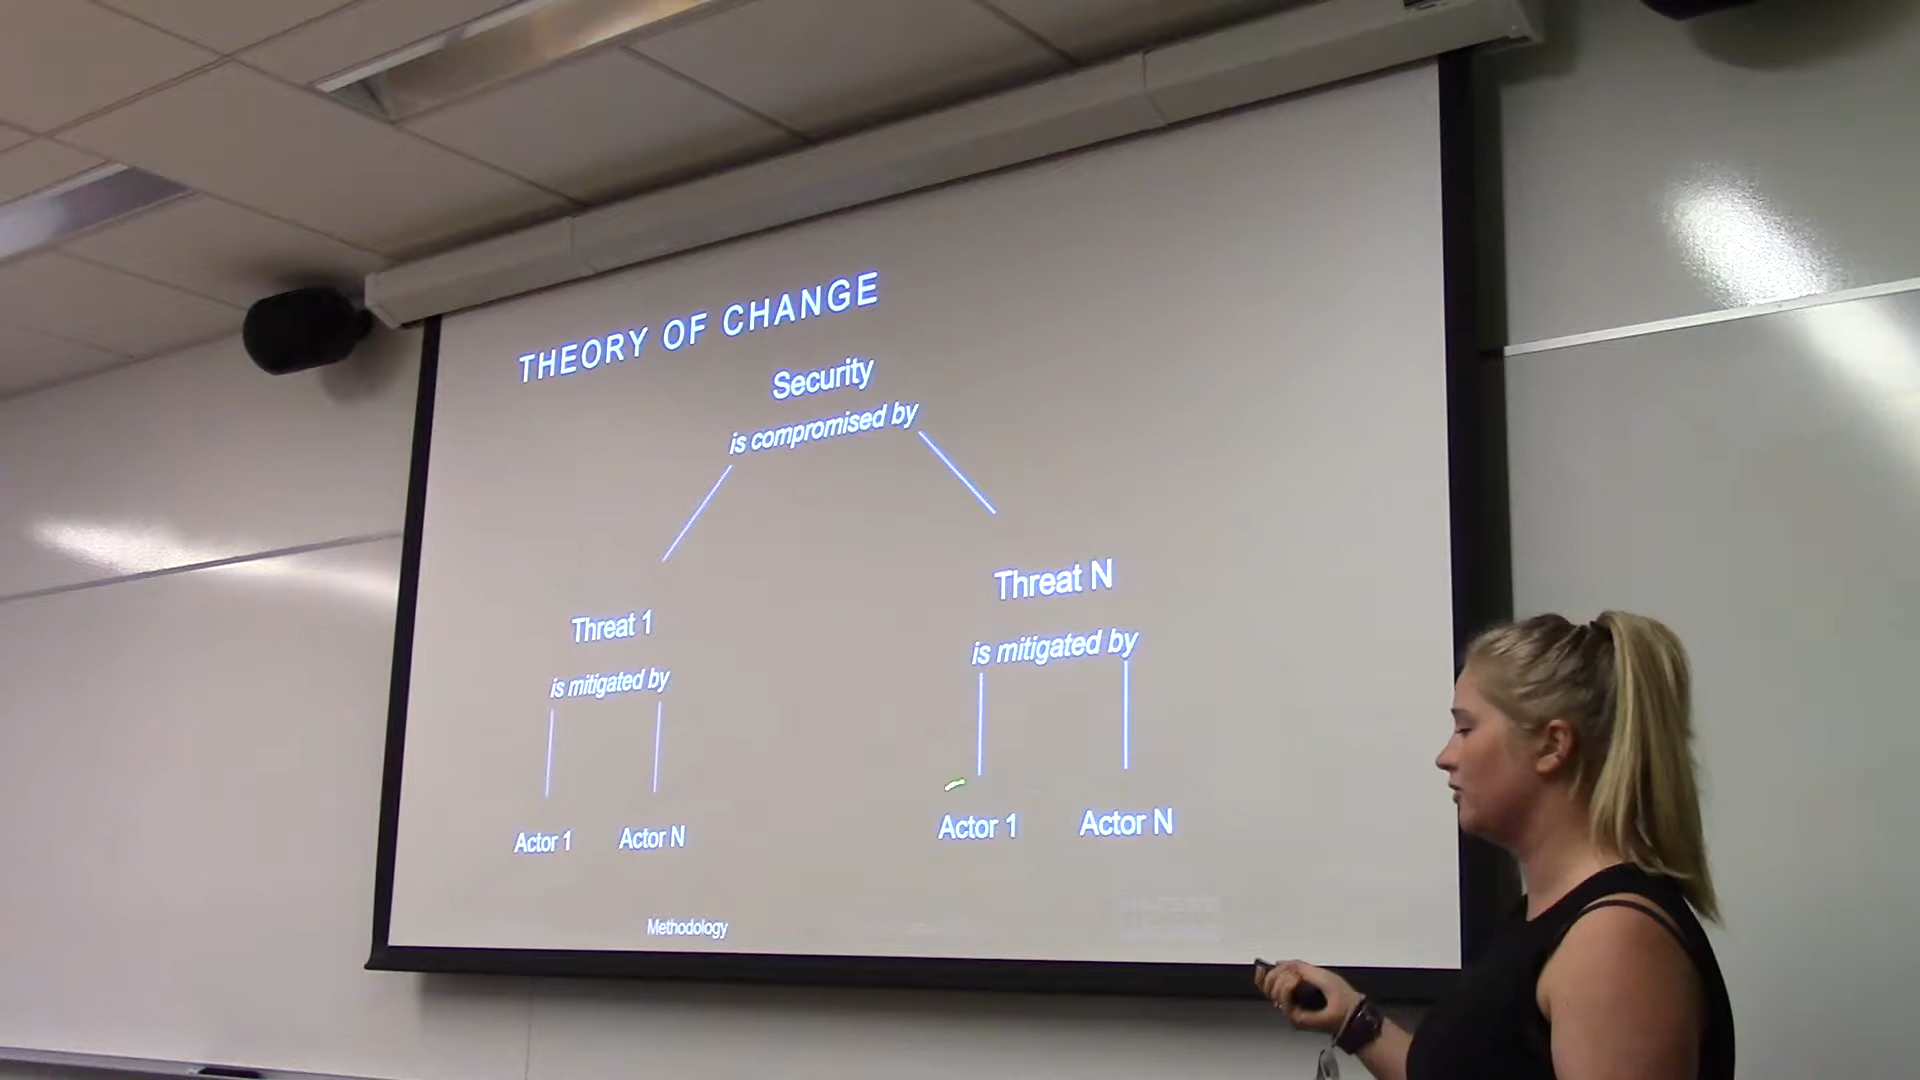 THEORY OF CHANGE
Security
is compromised by
Threat 1
is mitigated by
Actor 1
Actor N
Threat N
is mitigated by
Actor 1
Actor N
Methodology